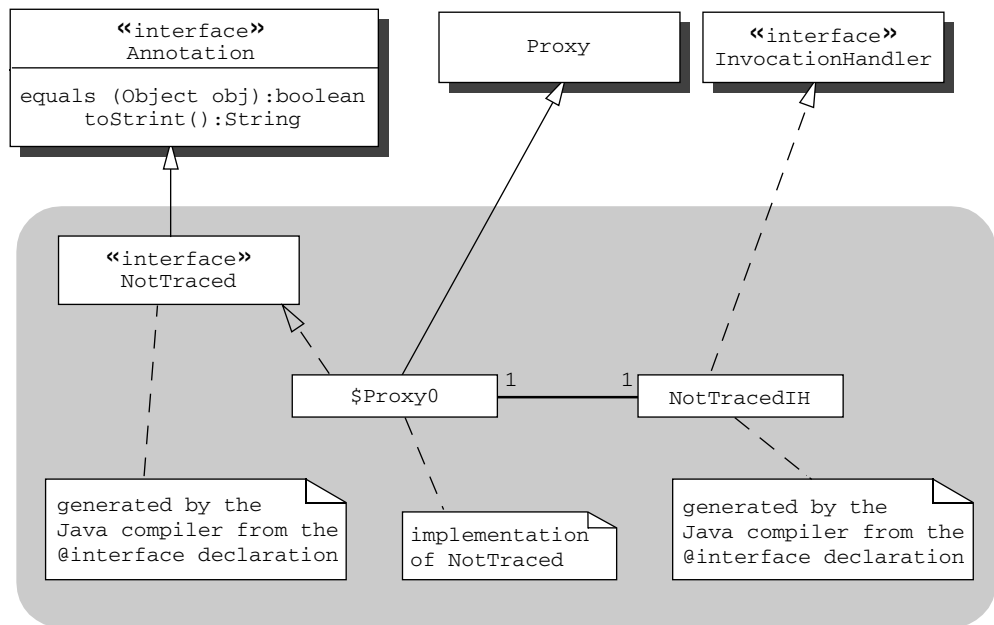 «interface»
Annotation
equals (Object obj):boolean
toStrint():String
Proxy
«interface»
InvocationHandler
«interface»
NotTraced
$Proxy0
1
1
NotTracedIH
generated by the
Java compiler from the
@interface declaration
implementation
of NotTraced
generated by the
Java compiler from the
@interface declaration